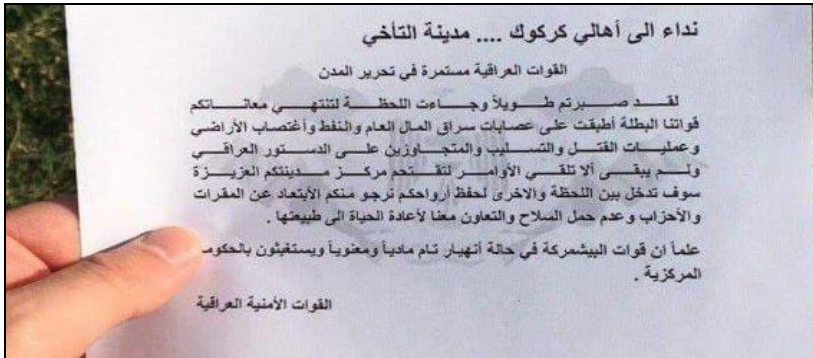 نداء الى أهالي كركوك .... مدينة التأخي
القوات العراقية مستمرة في تحرير المدن
لقد صبرتم طويلاً وجاءت اللحظة لتنتهي معاناتكم
قواتنا البطلة أطبقت على عصابات سراق المال العام والنفط وأغتصاب الأراضي
وعمليات القتل والتسليب والمتجاوزين على الدستور العراقي
ولم يبقى ألا تلقي الأوامر لتقتحم مركز مدينتكم العزيزة
سوف تدخل بين اللحظة والاخرى لحفظ أرواحكم نرجو منكم الأبتعاد عن المقرات
والأحزاب وعدم حمل السلاح والتعاون معنا لأعادة الحياة الى طبيعتها .
علماً ان قوات البيشمركة في حالة أنهيار تام مادياً ومعنوياً ويستغيثون بالحكومة
المركزية .
القوات الأمنية العراقية